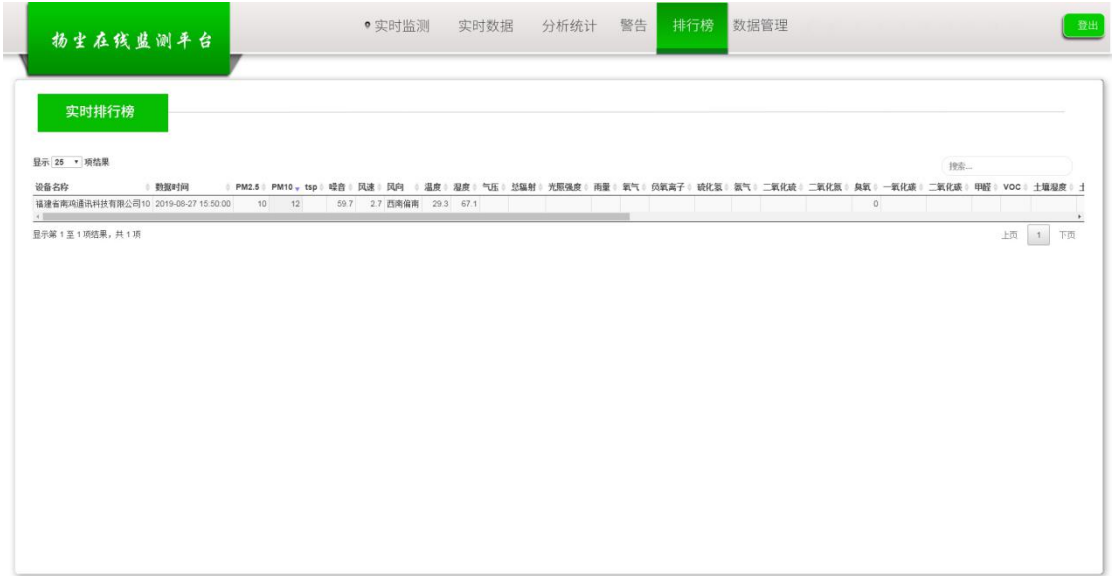 扬尘在线监测平台
实时监测 实时数据 分析统计 警告 排行榜 数据管理 登出
实时排行榜
显示 25 项结果 搜索...
设备名称 数据时间 PM2.5 PM10 tsp 噪音 风速 风向 温度 湿度 气压 总辐射 光照强度 雨量 氧气 负氧离子 硫化氢 氨气 二氧化硫 二氧化氮 臭氧 一氧化碳 二氧化碳 甲醛 VOC 土壤湿度
福建省南鸿通讯科技有限公司10 2019-08-27 15:50:00 10 12 59.7 2.7 西南偏南 29.3 67.1 0
显示第 1 至 1 项结果，共 1 项 上页 1 下页